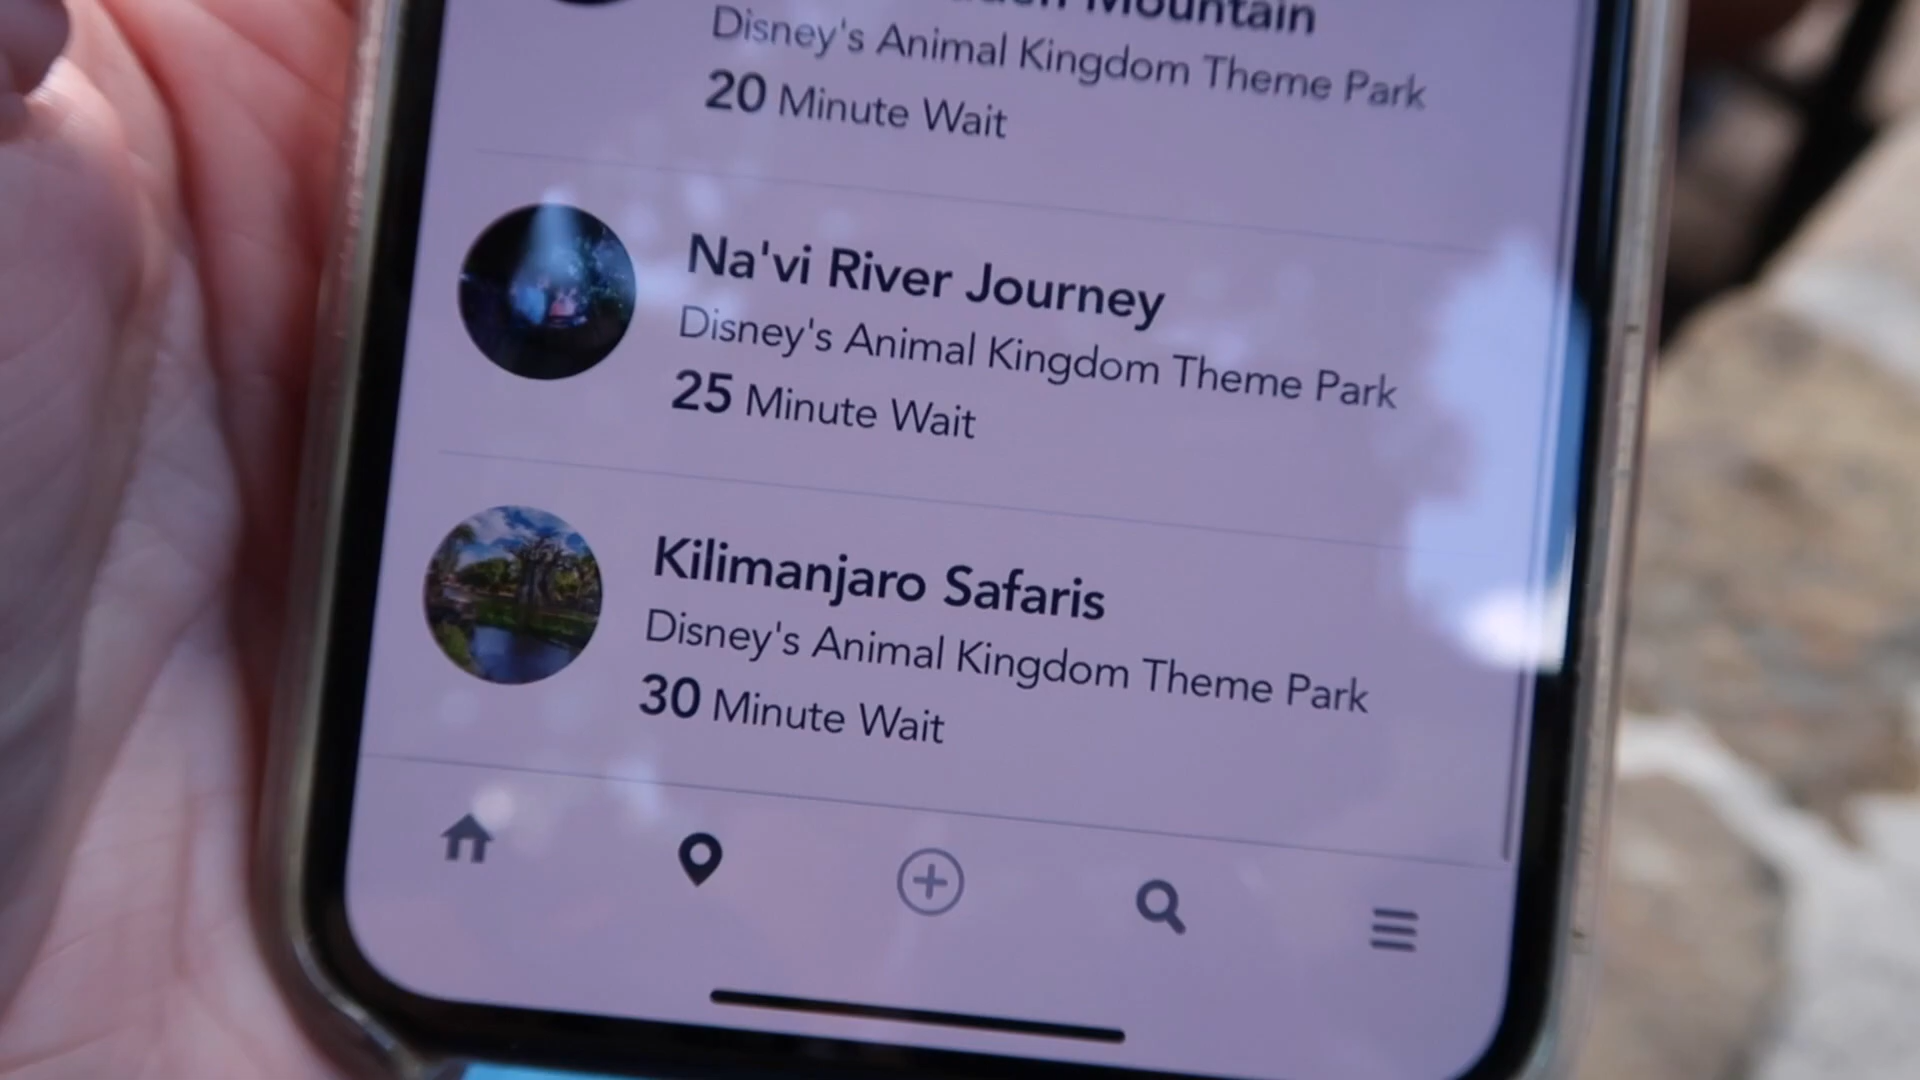 Mountain
Disney's Animal Kingdom Theme Park
20 Minute Wait
Na'vi River Journey
Disney's Animal Kingdom Theme Park
25 Minute Wait
Kilimanjaro Safaris
Disney's Animal Kingdom Theme Park
30 Minute Wait